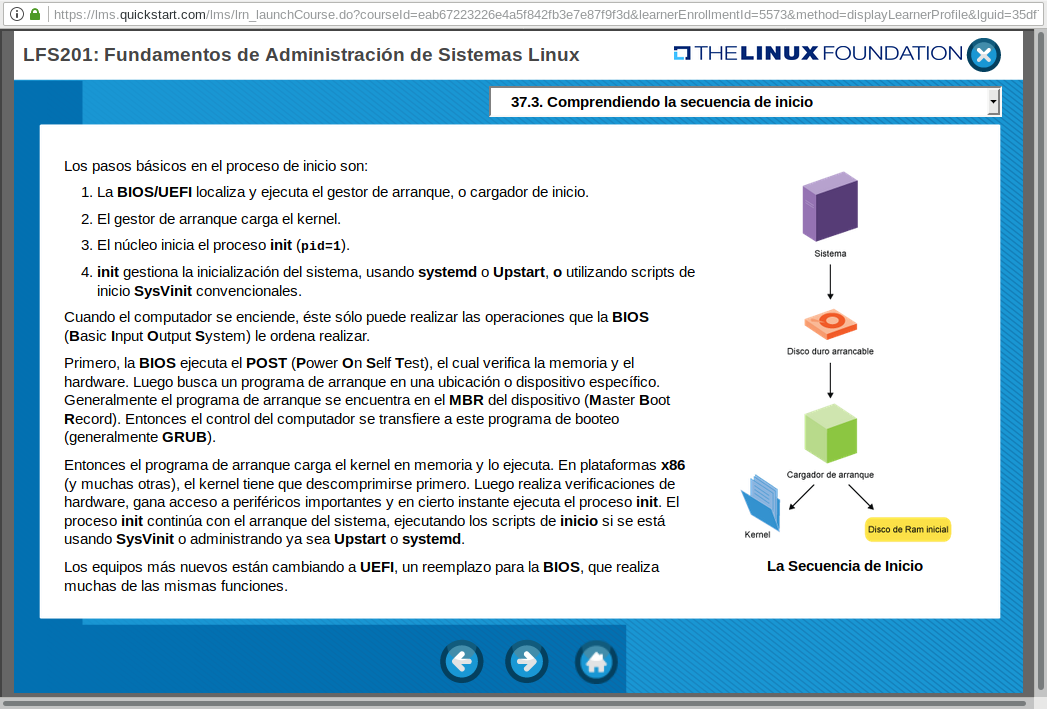 https://lms.quickstart.com/lms/lrn_launchCourse.do?courseId=eab67223226e4a5f842fb3e7e87f9f3d&learnerEnrollmentId=5573&method=displayLearnerProfile&lguid=35df
LFS201: Fundamentos de Administración de Sistemas Linux
THE LINUX FOUNDATION
37.3. Comprendiendo la secuencia de inicio
Los pasos básicos en el proceso de inicio son:
1. La BIOS/UEFI localiza y ejecuta el gestor de arranque, o cargador de inicio.
2. El gestor de arranque carga el kernel.
3. El núcleo inicia el proceso init (pid=1).
4. init gestiona la inicialización del sistema, usando systemd o Upstart, o utilizando scripts de
inicio SysVinit convencionales.
Cuando el computador se enciende, éste sólo puede realizar las operaciones que la BIOS
(Basic Input Output System) le ordena realizar.
Primero, la BIOS ejecuta el POST (Power On Self Test), el cual verifica la memoria y el
hardware. Luego busca un programa de arranque en una ubicación o dispositivo específico.
Generalmente el programa de arranque se encuentra en el MBR del dispositivo (Master Boot
Record). Entonces el control del computador se transfiere a este programa de booteo
(generalmente GRUB).
Entonces el programa de arranque carga el kernel en memoria y lo ejecuta. En plataformas x86
(y muchas otras), el kernel tiene que descomprimirse primero. Luego realiza verificaciones de
hardware, gana acceso a periféricos importantes y en cierto instante ejecuta el proceso init. El
proceso init continúa con el arranque del sistema, ejecutando los scripts de inicio si se está
usando SysVinit o administrando ya sea Upstart o systemd.
Los equipos más nuevos están cambiando a UEFI, un reemplazo para la BIOS, que realiza
muchas de las mismas funciones.
Sistema
Disco duro arrancable
Cargador de arranque
Kernel
Disco de Ram inicial
La Secuencia de Inicio